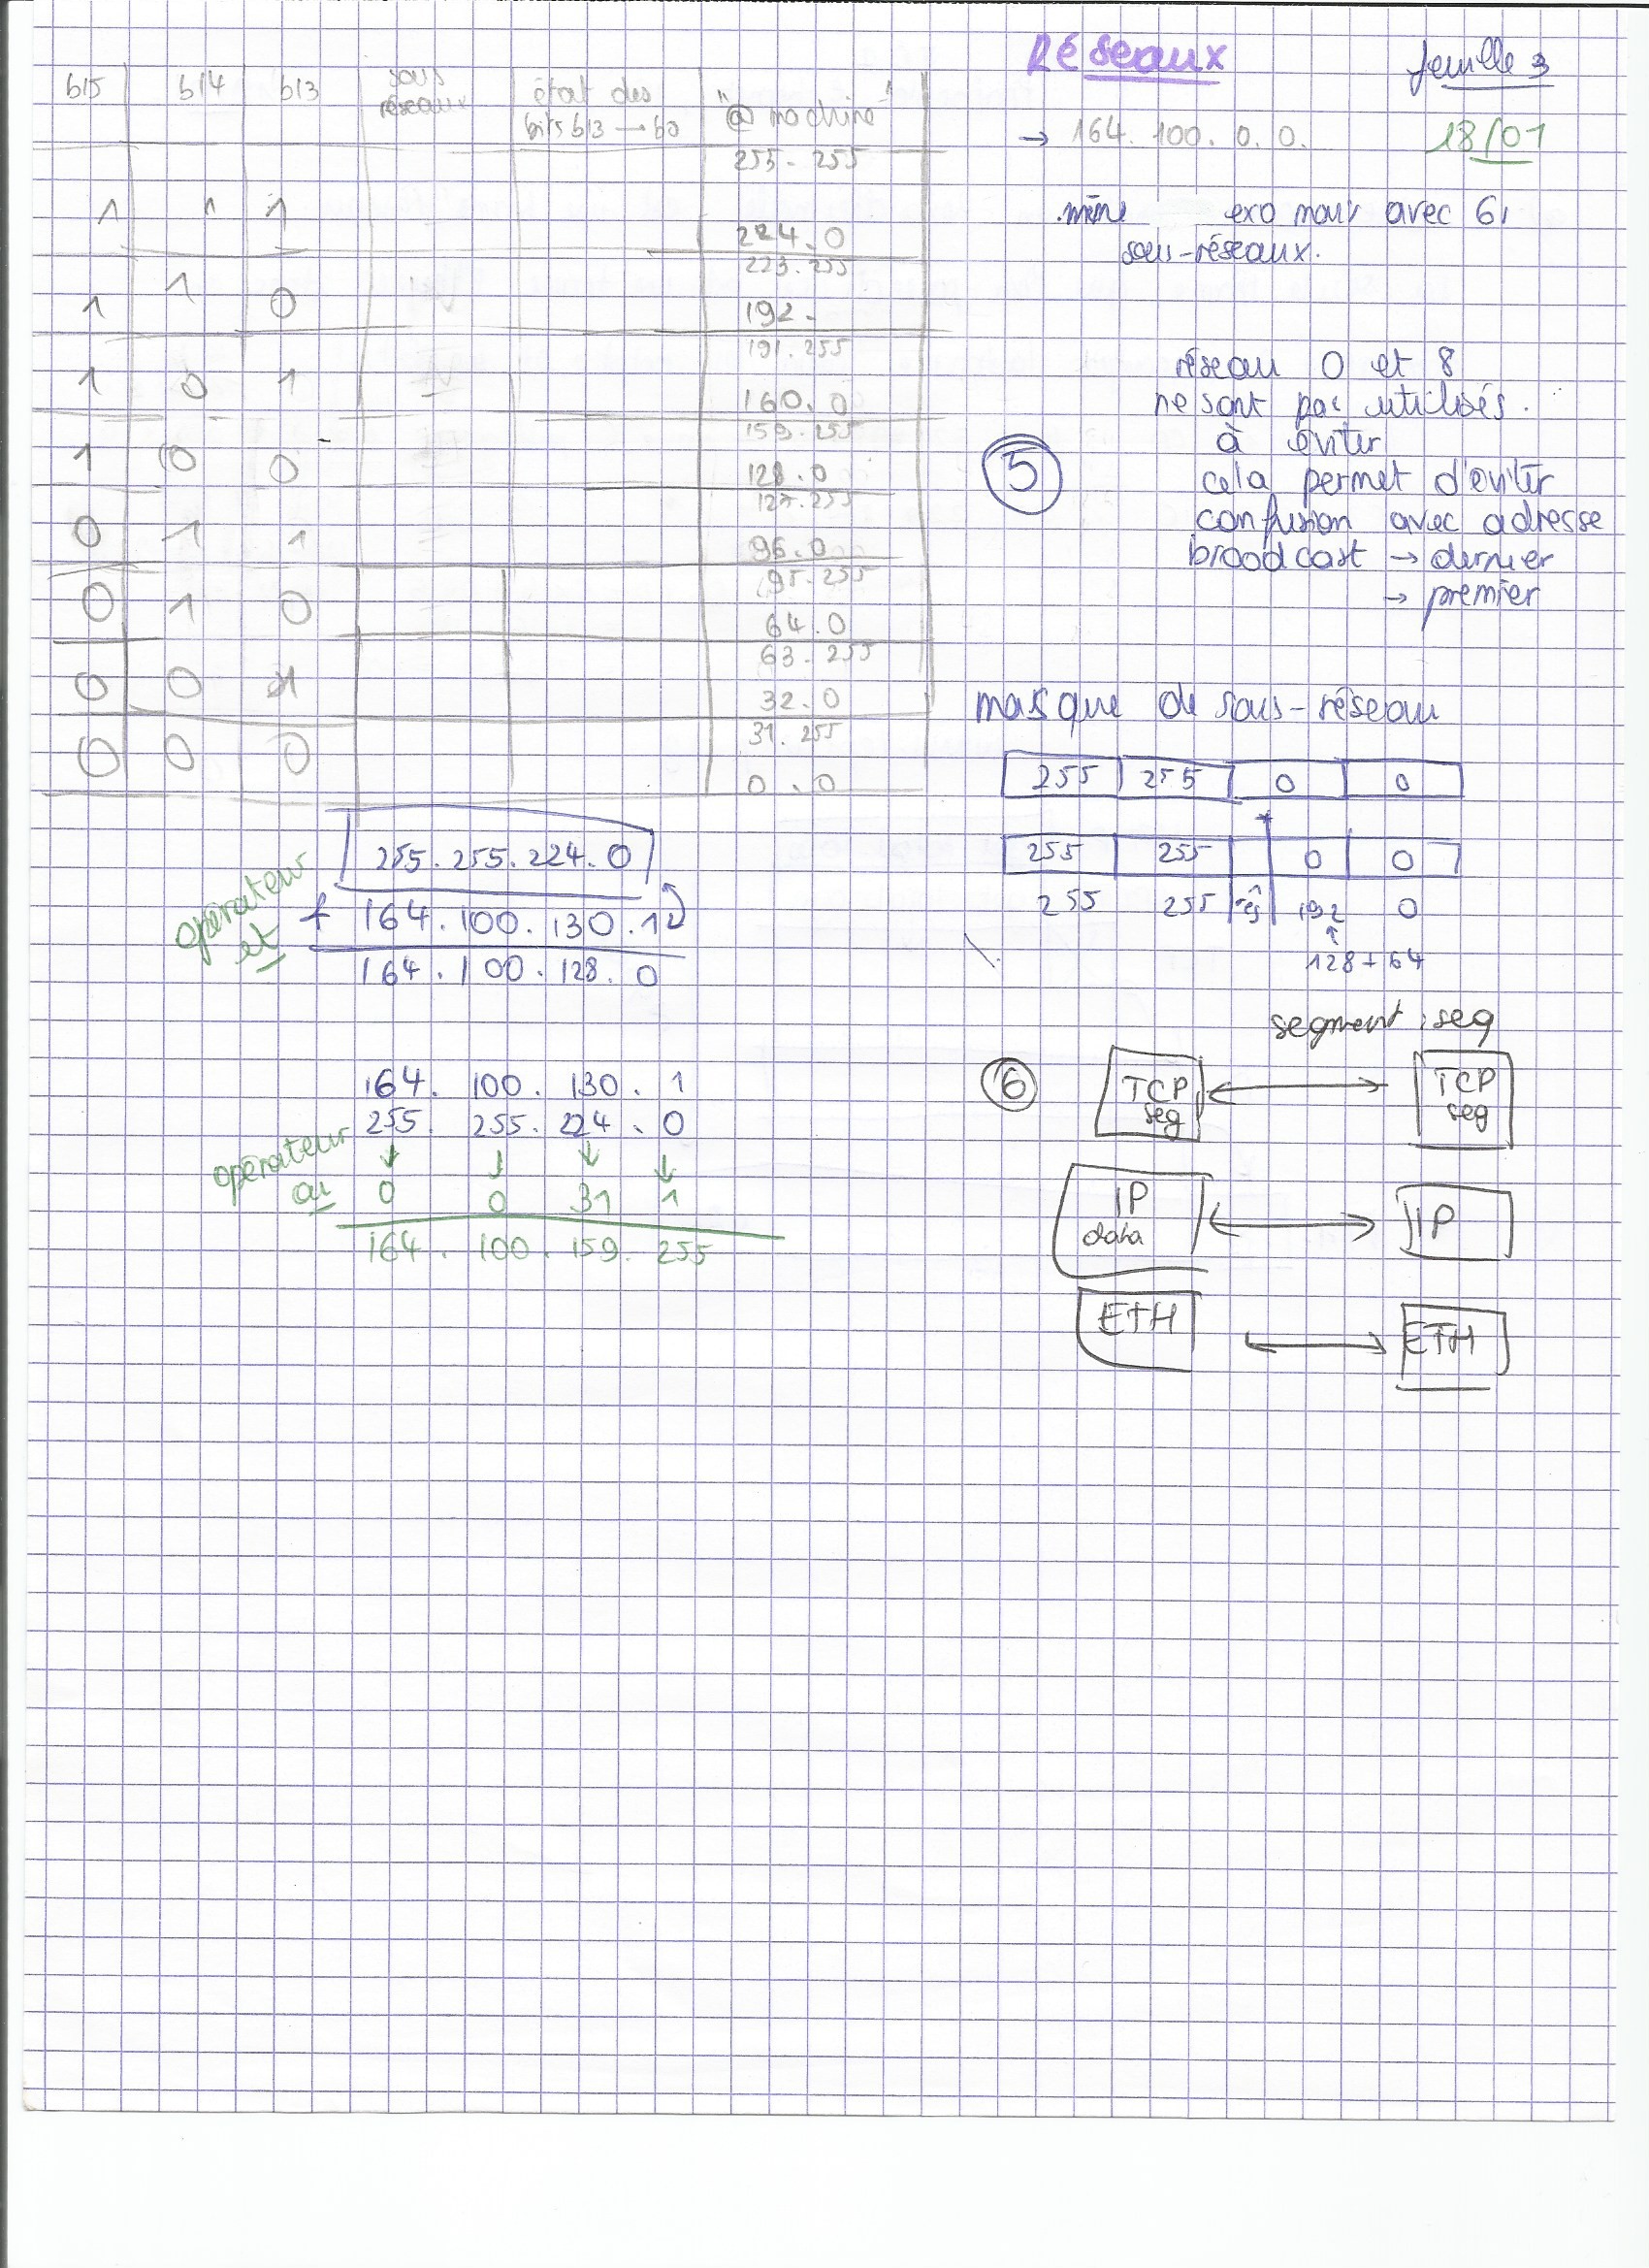 Réseaux
feuille 3
18/01
→ 164. 100. 0. 0.
même exo mais avec 6,
sous-réseaux.
b15 b14 b13 sous réseaux état des bits b13 → b0 "@ machine"
255. 255
1 1 1
224. 0
223. 255
1 1 0
192.
191. 255
1 0 1
160. 0
159. 255
1 0 0
128. 0
127. 255
0 1 1
96. 0
95. 255
0 1 0
64. 0
63. 255
0 0 1
32. 0
31. 255
0 0 0
0. 0
255. 255. 224. 0
opérateur et
164. 100. 130. 1
164. 100. 128. 0
164. 100. 130. 1
255. 255. 224. 0
opérateur ou
0 0 31 1
164. 100. 159. 255
5
réseau 0 et 8
ne sont pas utilisés.
à éviter
cela permet d'éviter
confusion avec adresse
broadcast → dernier
→ premier
masque de sous-réseau
255 255 0 0
255 255 0 0
255 255 192 0
128 + 64
segment : seg
6
TCP seg TCP seg
IP data IP
ETH ETH